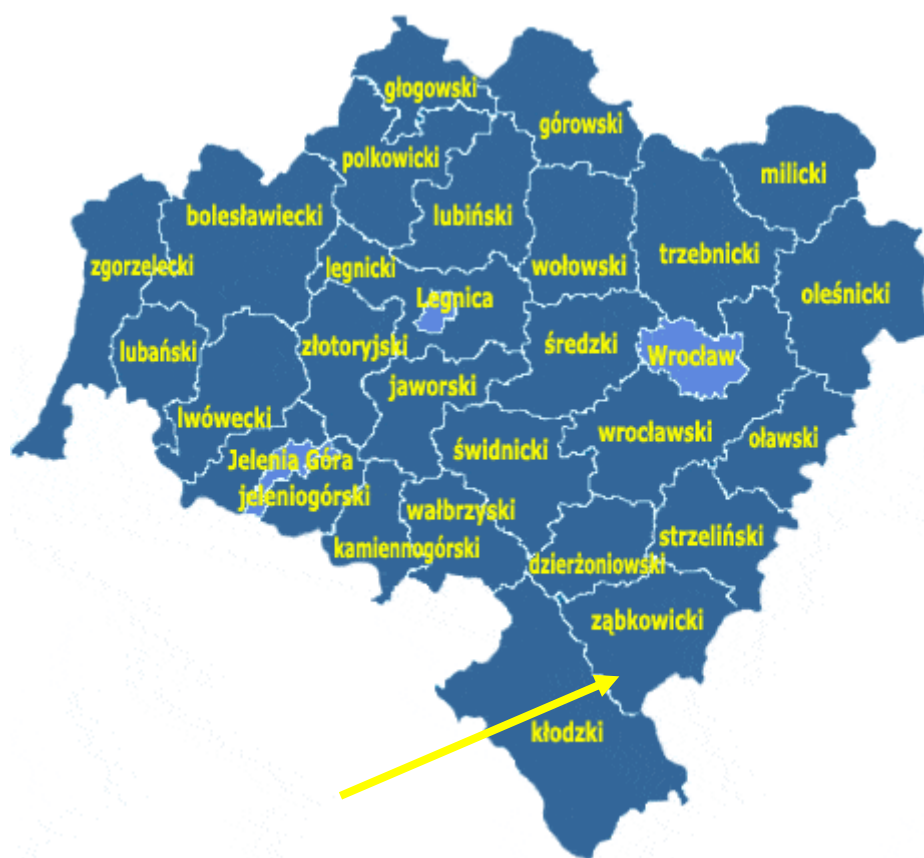 głogowski
górowski
polkowicki
milicki
bolesławiecki
lubiński
trzebnicki
zgorzelecki
legnicki
wołowski
oleśnicki
Legnica
złotoryjski
średzki
Wrocław
lubański
jaworski
lwówecki
wrocławski
oławski
świdnicki
Jelenia Góra
jeleniogórski
wałbrzyski
strzeliński
kamiennogórski
dzierżoniowski
ząbkowicki
kłodzki